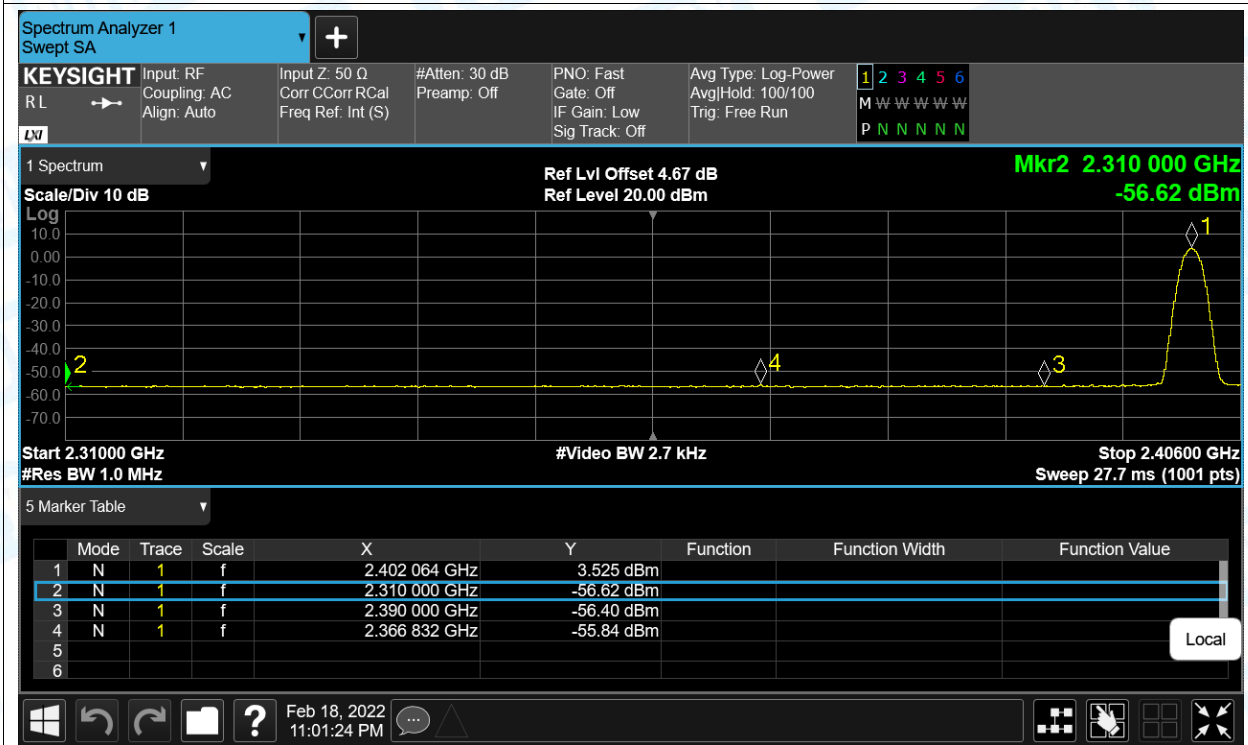 Spectrum Analyzer 1
Swept SA
KEYSIGHT Input: RF Input Z: 50 Ω #Atten: 30 dB PNO: Fast Avg Type: Log-Power 1 2 3 4 5 6
R L Coupling: AC Corr CCorr RCal Preamp: Off Gate: Off Avg|Hold: 100/100 M W W W W W
Align: Auto Freq Ref: Int (S) IF Gain: Low Trig: Free Run
LXI Sig Track: Off P N N N N N
1 Spectrum Ref Lvl Offset 4.67 dB Mkr2 2.310 000 GHz
Scale/Div 10 dB Ref Level 20.00 dBm -56.62 dBm
Log
10.0 1
0.00
-10.0
-20.0
-30.0
-40.0
-50.0 2 4 3
-60.0
-70.0
Start 2.31000 GHz #Video BW 2.7 kHz Stop 2.40600 GHz
#Res BW 1.0 MHz Sweep 27.7 ms (1001 pts)
5 Marker Table
Mode Trace Scale X Y Function Function Width Function Value
1 N 1 f 2.402 064 GHz 3.525 dBm
2 N 1 f 2.310 000 GHz -56.62 dBm
3 N 1 f 2.390 000 GHz -56.40 dBm
4 N 1 f 2.366 832 GHz -55.84 dBm
5
6
Local
? Feb 18, 2022
11:01:24 PM